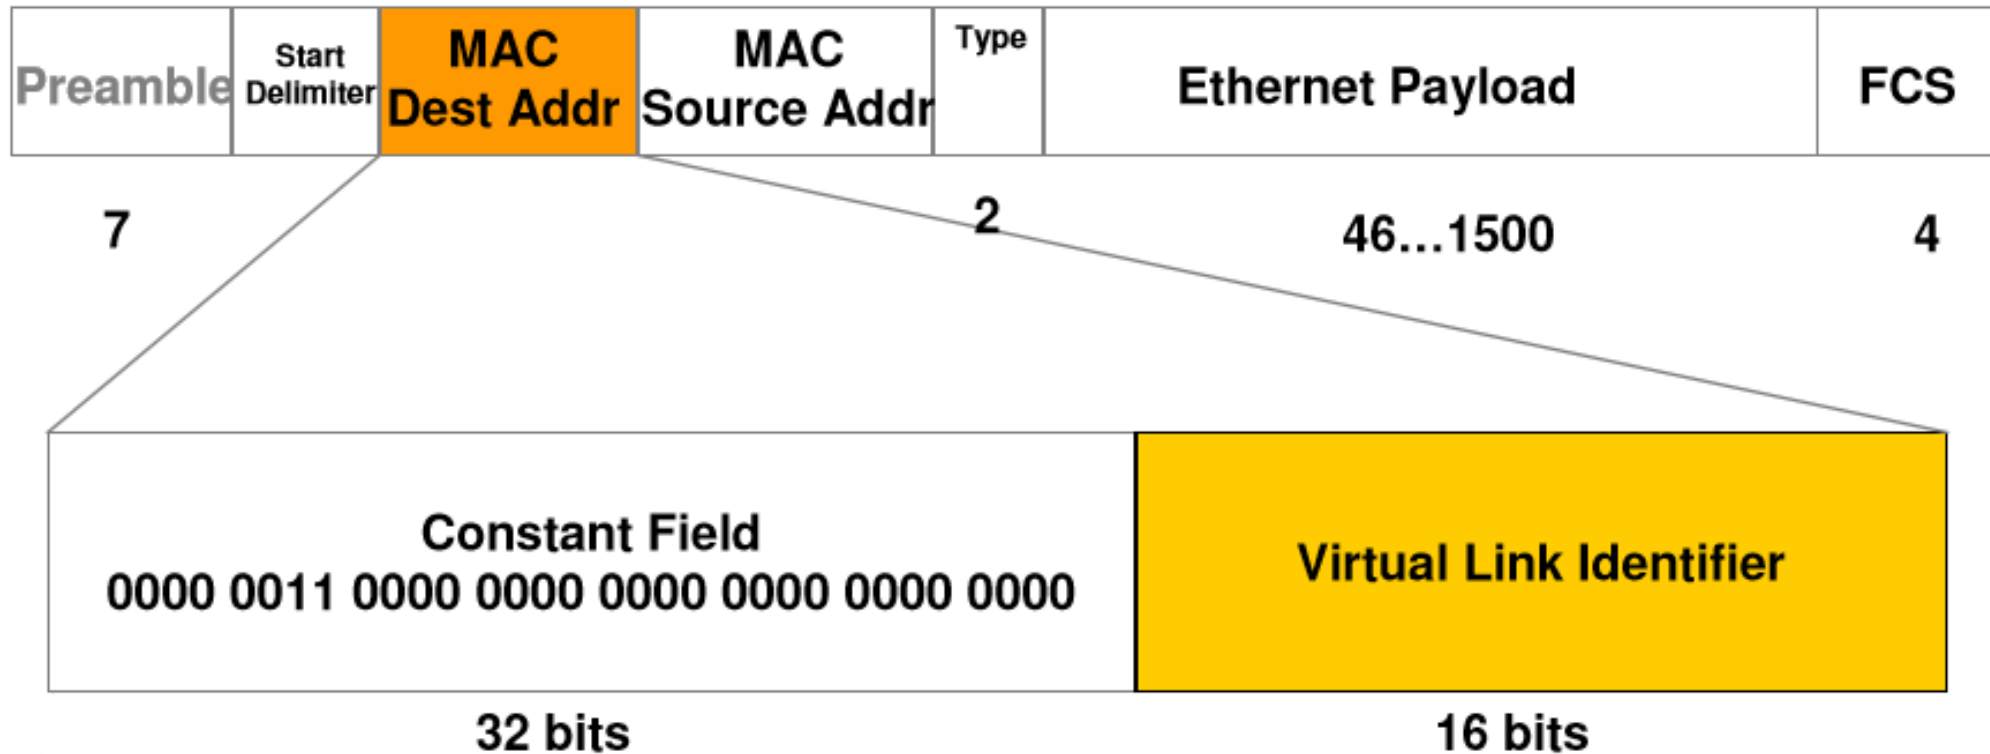 Preamble
Start
Delimiter
MAC
Dest Addr
MAC
Source Addr
Type
Ethernet Payload
FCS
7
2
46...1500
4
Constant Field
0000 0011 0000 0000 0000 0000 0000 0000
Virtual Link Identifier
32 bits
16 bits